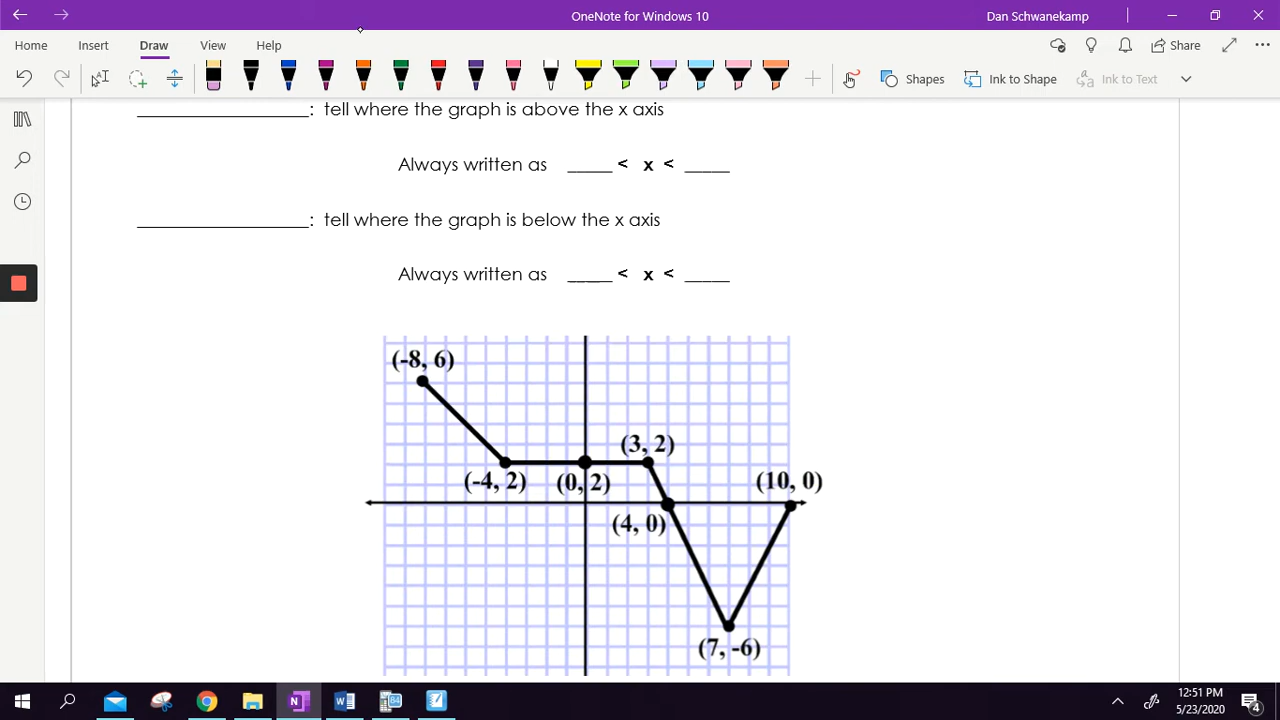 OneNote for Windows 10
Dan Schwanekamp
Home Insert Draw View Help
Share
Shapes
Ink to Shape
Ink to Text
_________________: tell where the graph is above the x axis
Always written as _____ < x < _____
_________________: tell where the graph is below the x axis
Always written as _____ < x < _____
(-8, 6)
(3, 2)
(-4, 2) (0, 2) (10, 0)
(4, 0)
(7, -6)
12:51 PM
5/23/2020
4